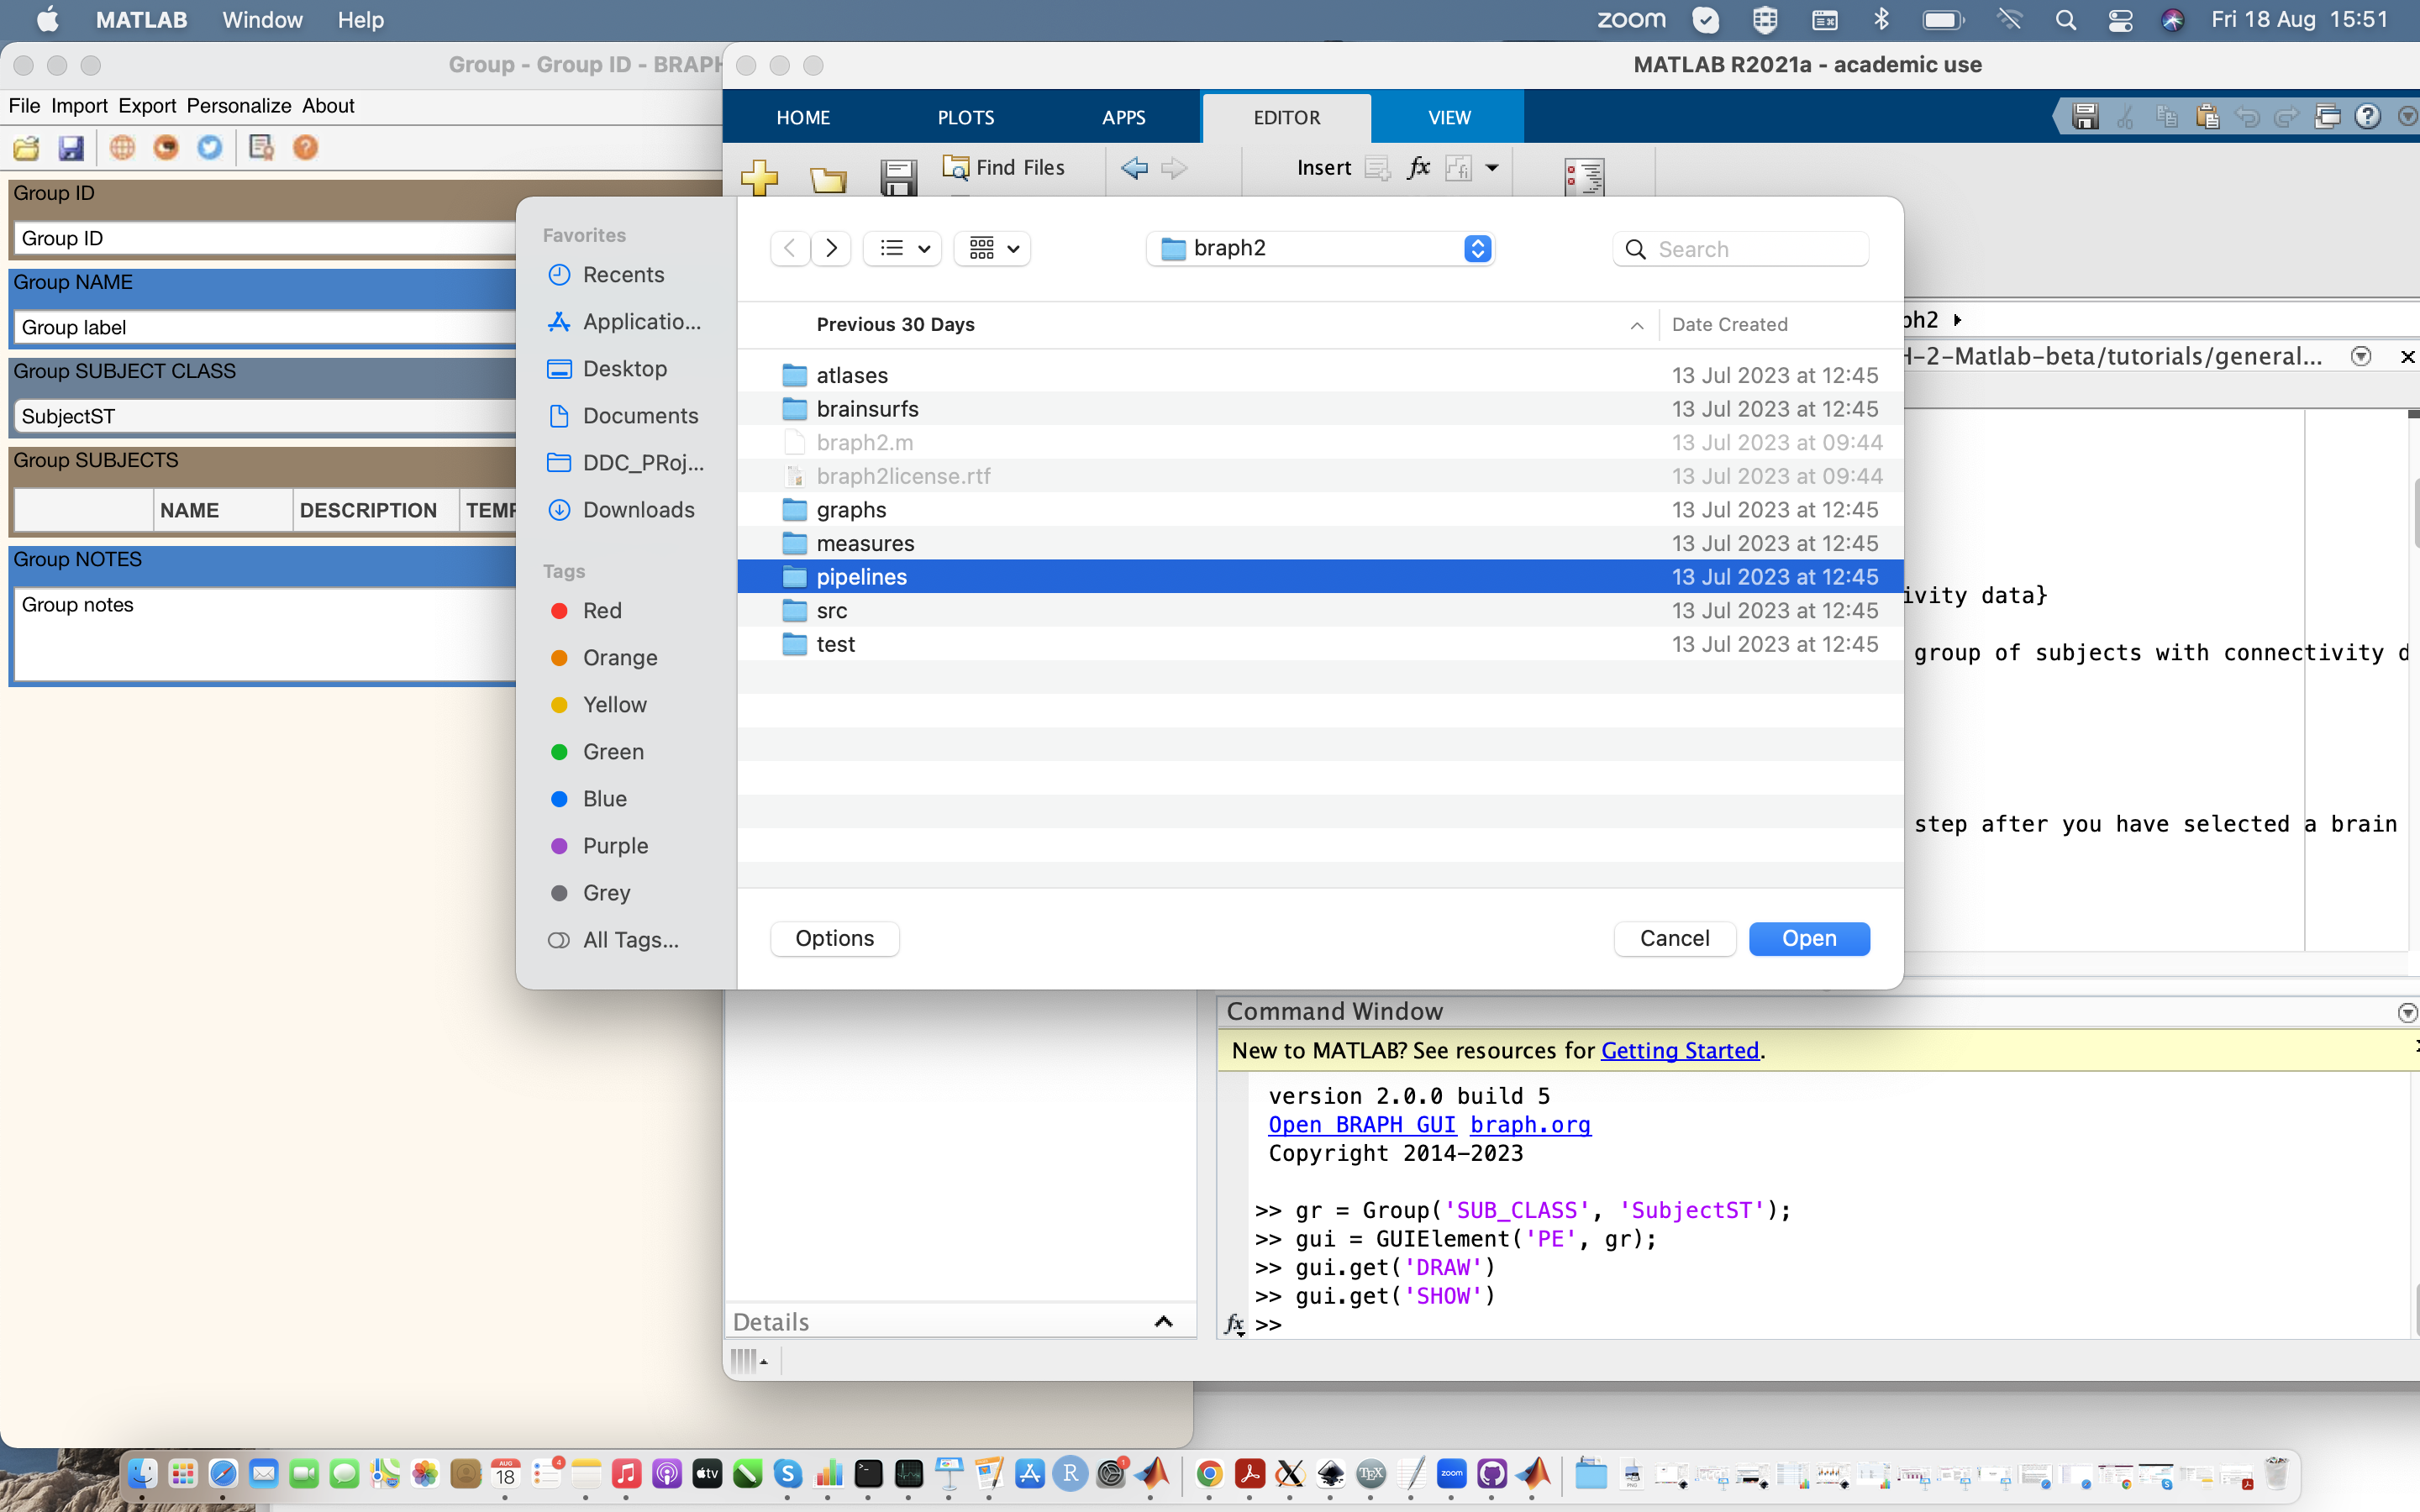 MATLAB Window Help
zoom Fri 18 Aug 15:51
Group - Group ID - BRAPH
File Import Export Personalize About
Group ID
Group ID
Group NAME
Group label
Group SUBJECT CLASS
SubjectST
Group SUBJECTS
NAME DESCRIPTION
Group NOTES
Group notes
MATLAB R2021a - academic use
HOME PLOTS APPS EDITOR VIEW
Find Files Insert
Favorites
Recents
Applicatio...
Desktop
Documents
DDC_PRoj...
Downloads
Tags
Red
Orange
Yellow
Green
Blue
Purple
Grey
All Tags...
braph2
Search
Previous 30 Days Date Created
atlases 13 Jul 2023 at 12:45
brainsurfs 13 Jul 2023 at 12:45
braph2.m 13 Jul 2023 at 09:44
braph2license.rtf 13 Jul 2023 at 09:44
graphs 13 Jul 2023 at 12:45
measures 13 Jul 2023 at 12:45
pipelines 13 Jul 2023 at 12:45
src 13 Jul 2023 at 12:45
test 13 Jul 2023 at 12:45
Options Cancel Open
ph2
H-2-Matlab-beta/tutorials/general...
ivity data}
group of subjects with connectivity d
step after you have selected a brain
Details
Command Window
New to MATLAB? See resources for Getting Started.
version 2.0.0 build 5
Open BRAPH GUI braph.org
Copyright 2014-2023
>> gr = Group('SUB_CLASS', 'SubjectST');
>> gui = GUIElement('PE', gr);
>> gui.get('DRAW')
>> gui.get('SHOW')
fx >>